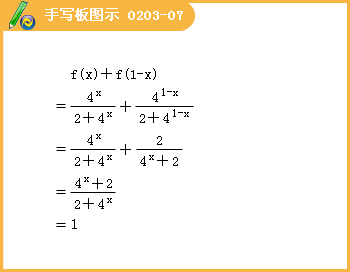 手写板图示 0203-07
f(x)＋f(1-x)
＝4^x/(2＋4^x)＋4^(1-x)/(2＋4^(1-x))
＝4^x/(2＋4^x)＋2/(4^x＋2)
＝(4^x＋2)/(2＋4^x)
＝1